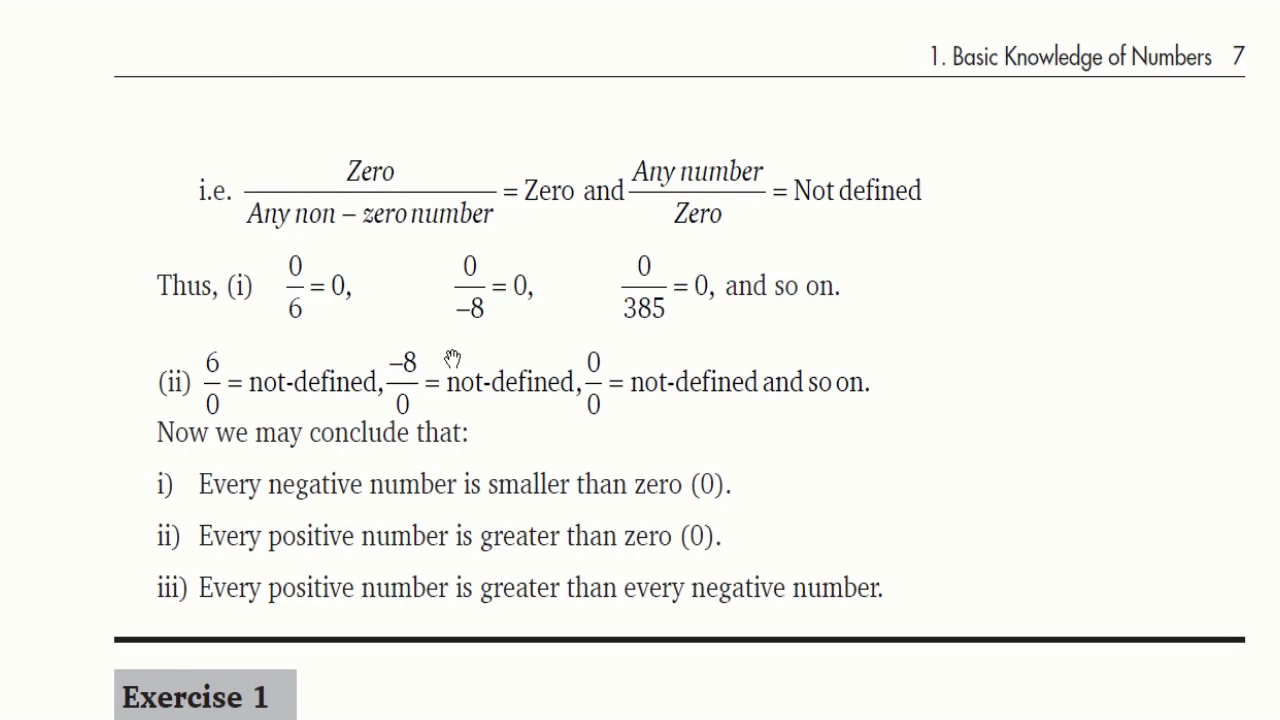 1. Basic Knowledge of Numbers 7
i.e. Zero / Any non – zero number = Zero and Any number / Zero = Not defined
Thus, (i) 0/6 = 0, 0/–8 = 0, 0/385 = 0, and so on.
(ii) 6/0 = not-defined, –8/0 = not-defined, 0/0 = not-defined and so on.
Now we may conclude that:
i) Every negative number is smaller than zero (0).
ii) Every positive number is greater than zero (0).
iii) Every positive number is greater than every negative number.
Exercise 1